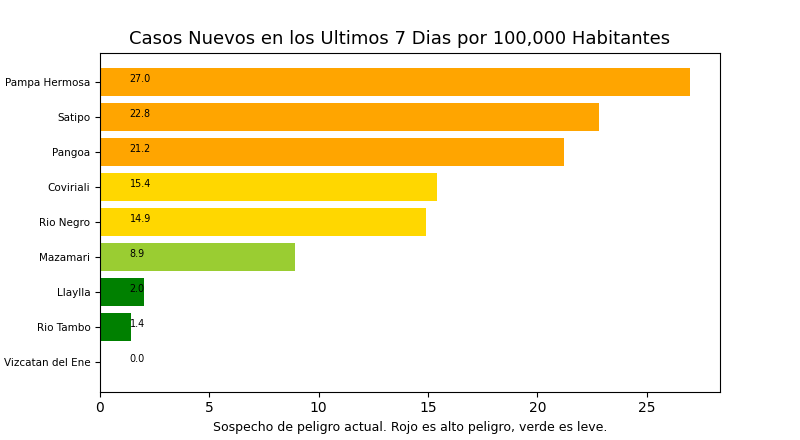 Casos Nuevos en los Ultimos 7 Dias por 100,000 Habitantes
Pampa Hermosa 27.0
Satipo 22.8
Pangoa 21.2
Coviriali 15.4
Rio Negro 14.9
Mazamari 8.9
Llaylla 2.0
Rio Tambo 1.4
Vizcatan del Ene 0.0
0 5 10 15 20 25
Sospecho de peligro actual. Rojo es alto peligro, verde es leve.